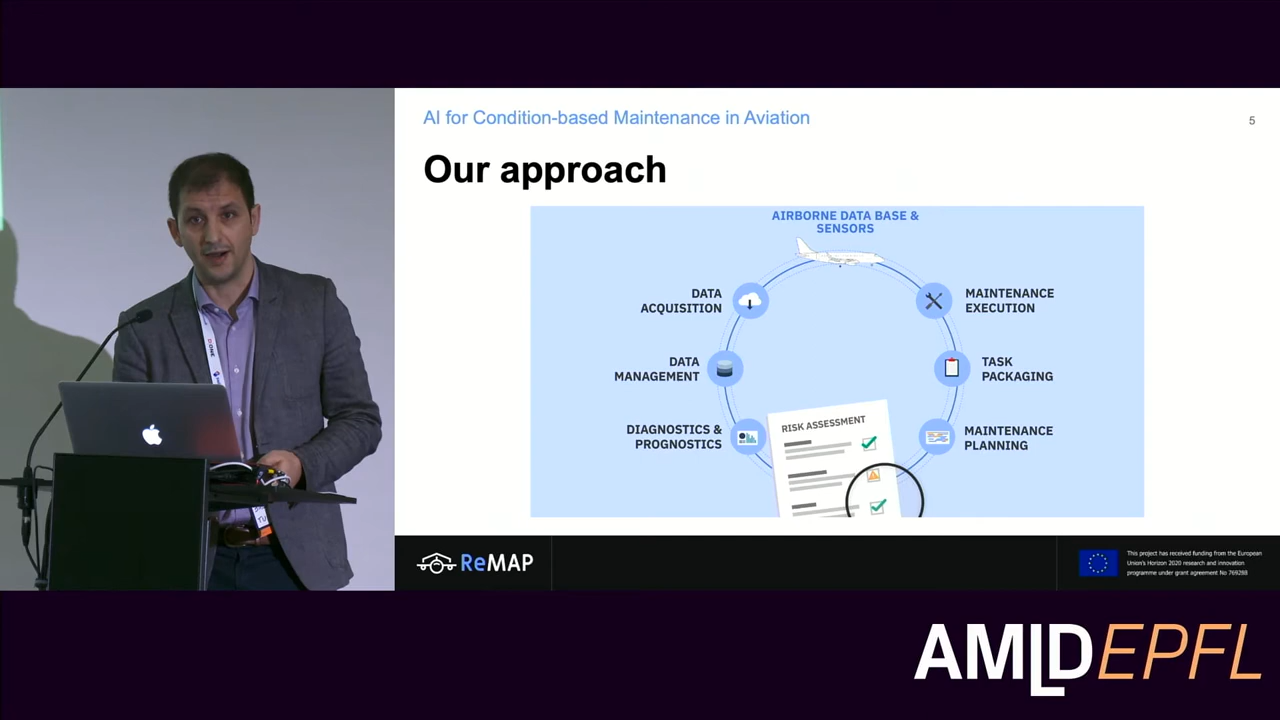 AI for Condition-based Maintenance in Aviation
5
Our approach
AIRBORNE DATA BASE &
SENSORS
DATA
ACQUISITION
MAINTENANCE
EXECUTION
DATA
MANAGEMENT
TASK
PACKAGING
DIAGNOSTICS &
PROGNOSTICS
RISK ASSESSMENT
MAINTENANCE
PLANNING
ReMAP
This project has received funding from the European
Union's Horizon 2020 research and innovation
programme under grant agreement No 769288
AMLDEPFL
ONE